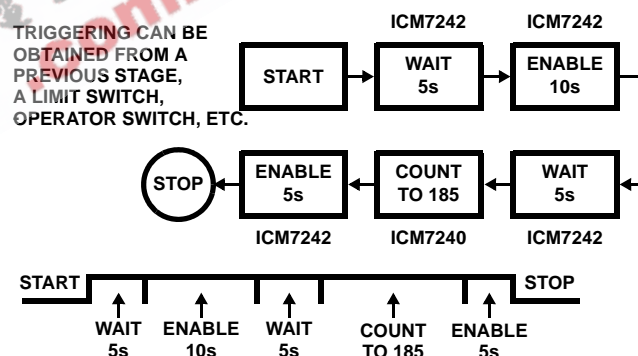 TRIGGERING CAN BE
OBTAINED FROM A
PREVIOUS STAGE,
A LIMIT SWITCH,
OPERATOR SWITCH, ETC.
ICM7242
ICM7242
START
WAIT
5s
ENABLE
10s
STOP
ENABLE
5s
COUNT
TO 185
WAIT
5s
ICM7242
ICM7240
ICM7242
START
STOP
WAIT
5s
ENABLE
10s
WAIT
5s
COUNT
TO 185
ENABLE
5s
.com